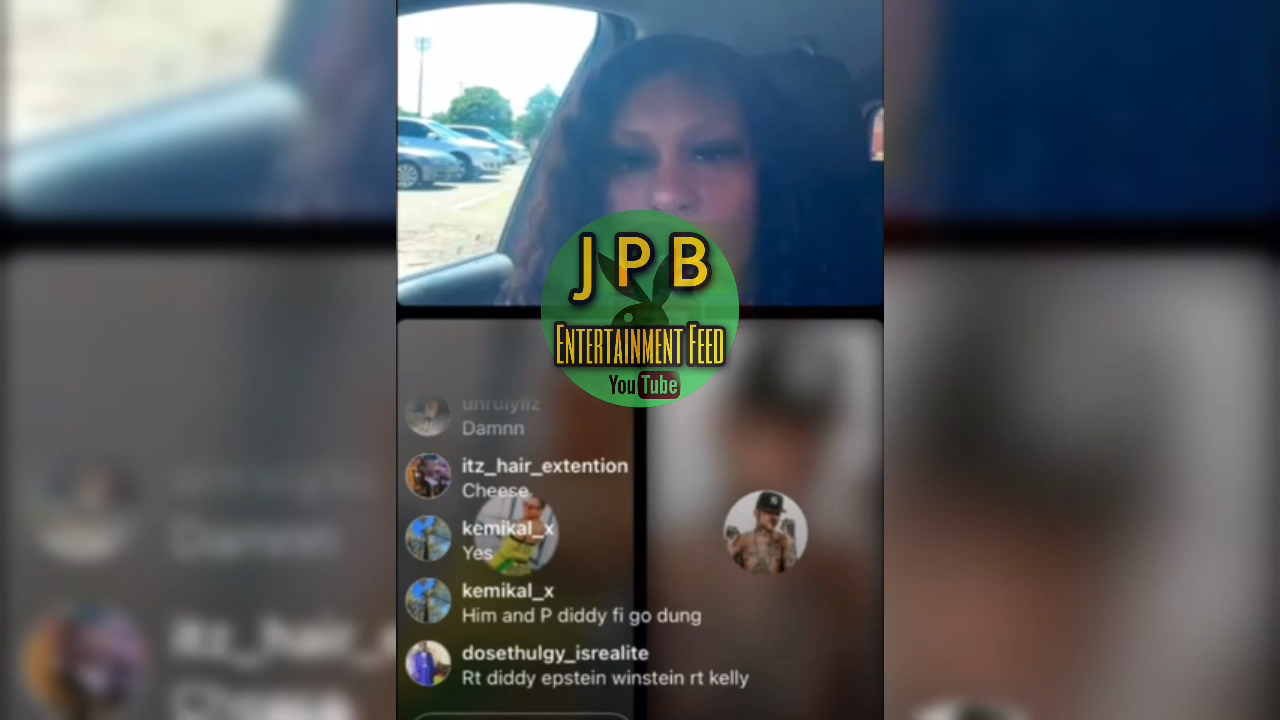 J P B
ENTERTAINMENT FEED
YouTube
unrulyliz
Damnn
itz_hair_extention
Cheese
kemikal_x
Yes
kemikal_x
Him and P diddy fi go dung
dosethulgy_isrealite
Rt diddy epstein winstein rt kelly